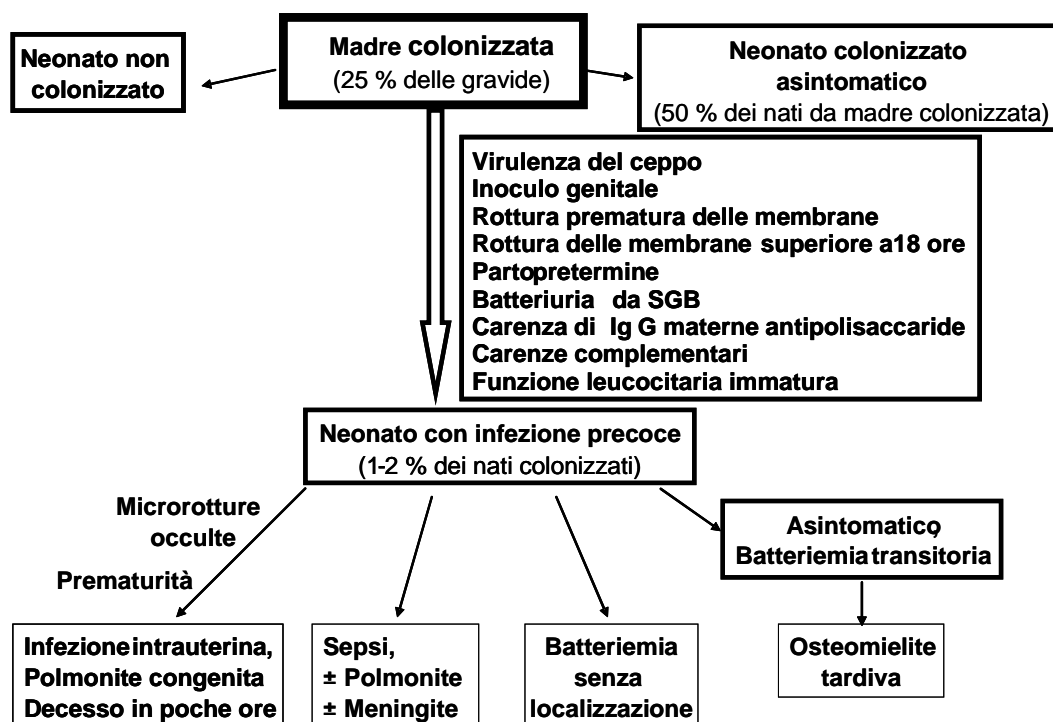 Neonato non
colonizzato
Madre colonizzata
(25 % delle gravide)
Neonato colonizzato
asintomatico
(50 % dei nati da madre colonizzata)
Virulenza del ceppo
Inoculo genitale
Rottura prematura delle membrane
Rottura delle membrane superiore a18 ore
Partopretermine
Batteriuria da SGB
Carenza di Ig G materne antipolisaccaride
Carenze complementari
Funzione leucocitaria immatura
Neonato con infezione precoce
(1-2 % dei nati colonizzati)
Microrotture
occulte
Prematurità
Asintomatico,
Batteriemia transitoria
Infezione intrauterina,
Polmonite congenita
Decesso in poche ore
Sepsi,
± Polmonite
± Meningite
Batteriemia
senza
localizzazione
Osteomielite
tardiva